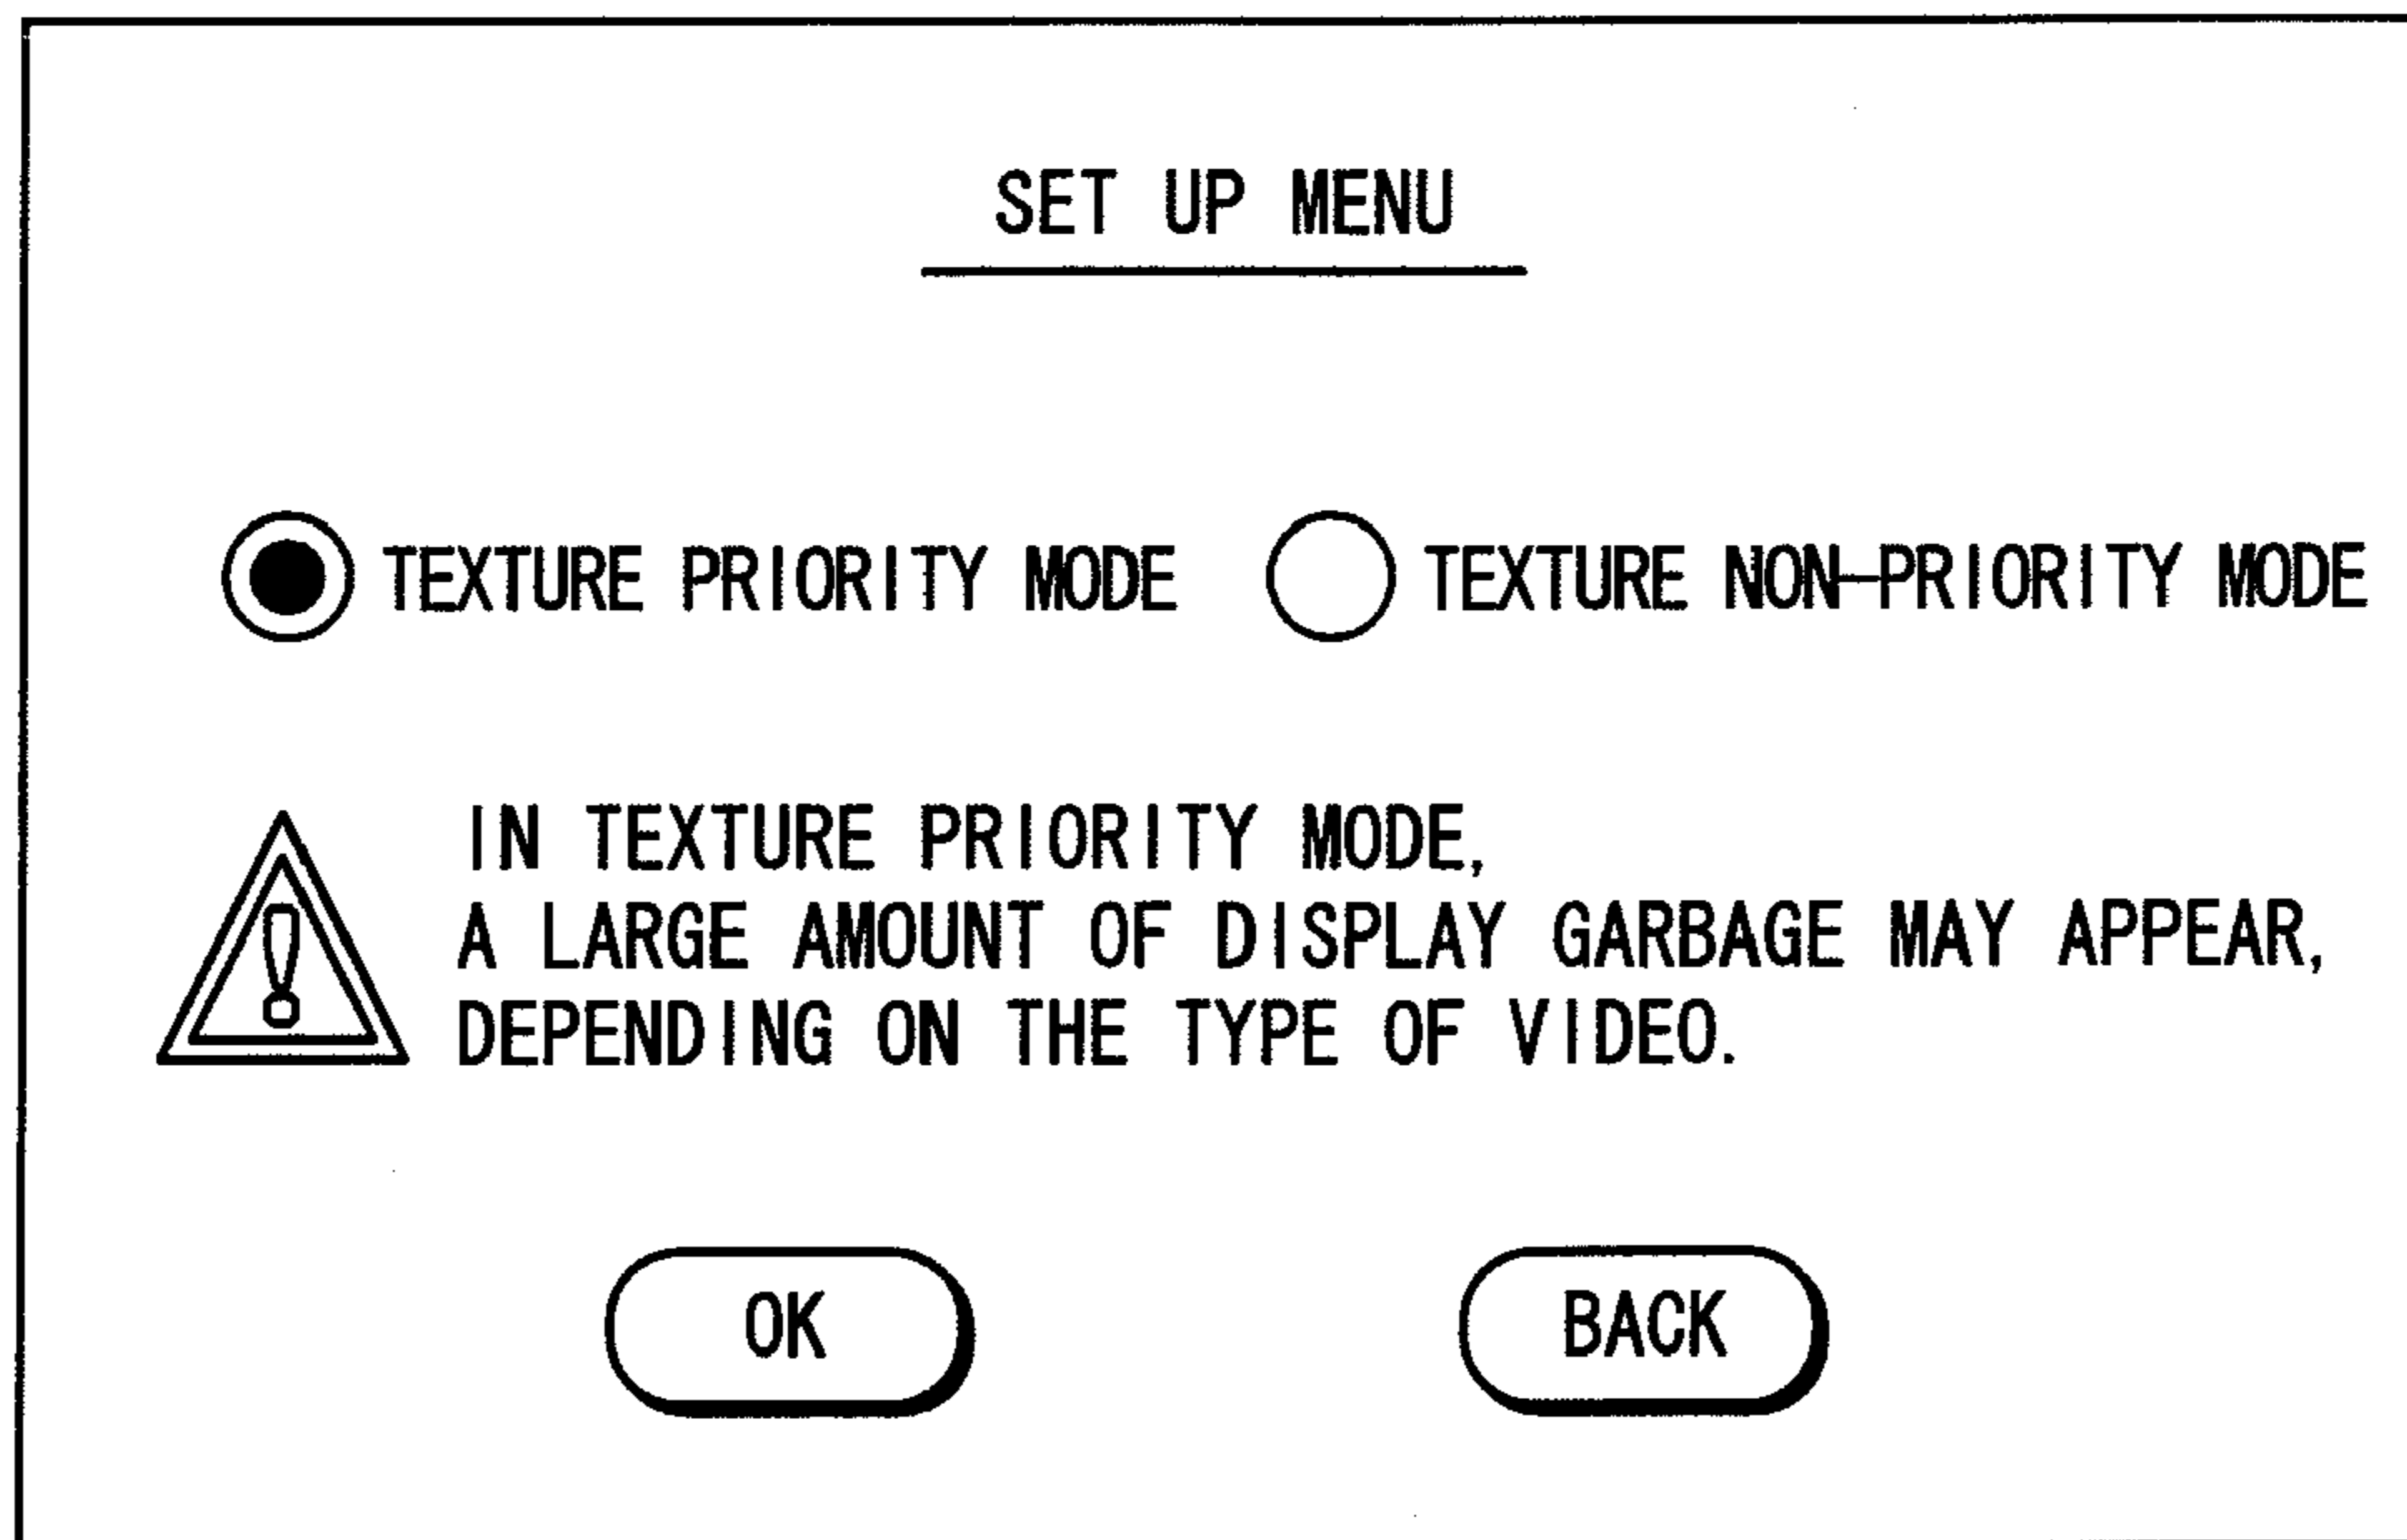 SET UP MENU
TEXTURE PRIORITY MODE TEXTURE NON-PRIORITY MODE
IN TEXTURE PRIORITY MODE,
A LARGE AMOUNT OF DISPLAY GARBAGE MAY APPEAR,
DEPENDING ON THE TYPE OF VIDEO.
OK BACK